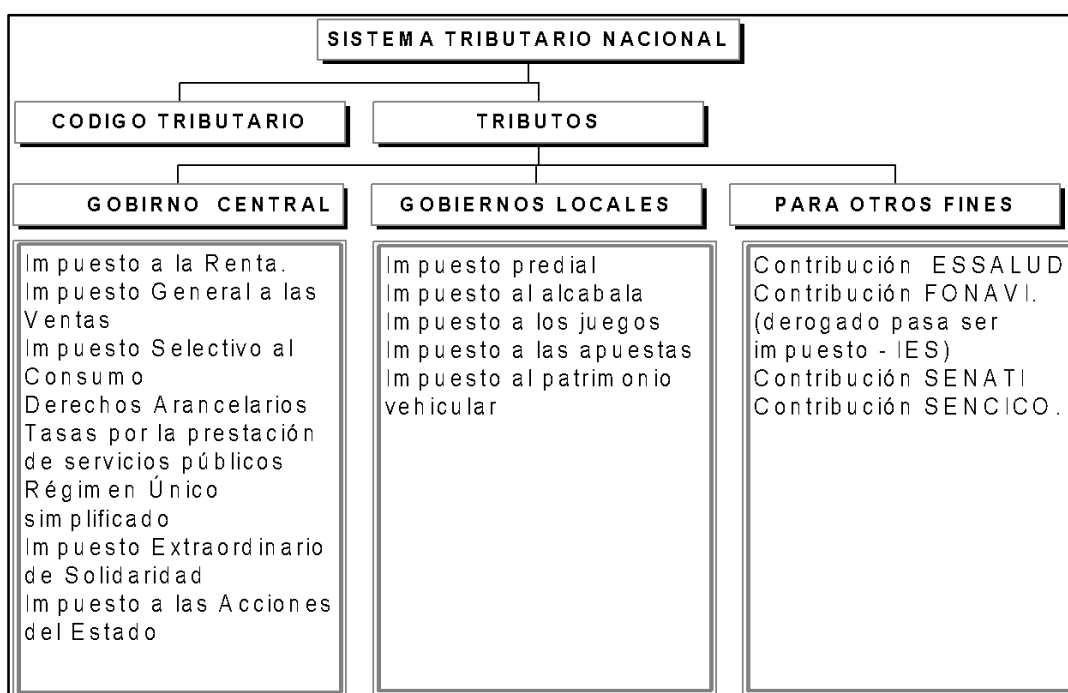 SISTEMA TRIBUTARIO NACIONAL
CODIGO TRIBUTARIO
TRIBUTOS
GOBIRNO CENTRAL
GOBIERNOS LOCALES
PARA OTROS FINES
Impuesto a la Renta.
Impuesto General a las
Ventas
Impuesto Selectivo al
Consumo
Derechos Arancelarios
Tasas por la prestación
de servicios públicos
Régimen Único
simplificado
Impuesto Extraordinario
de Solidaridad
Impuesto a las Acciones
del Estado
Impuesto predial
Impuesto al alcabala
Impuesto a los juegos
Impuesto a las apuestas
Impuesto al patrimonio
vehicular
Contribución ESSALUD
Contribución FONAVI.
(derogado pasa ser
impuesto - IES)
Contribución SENATI
Contribución SENCICO.